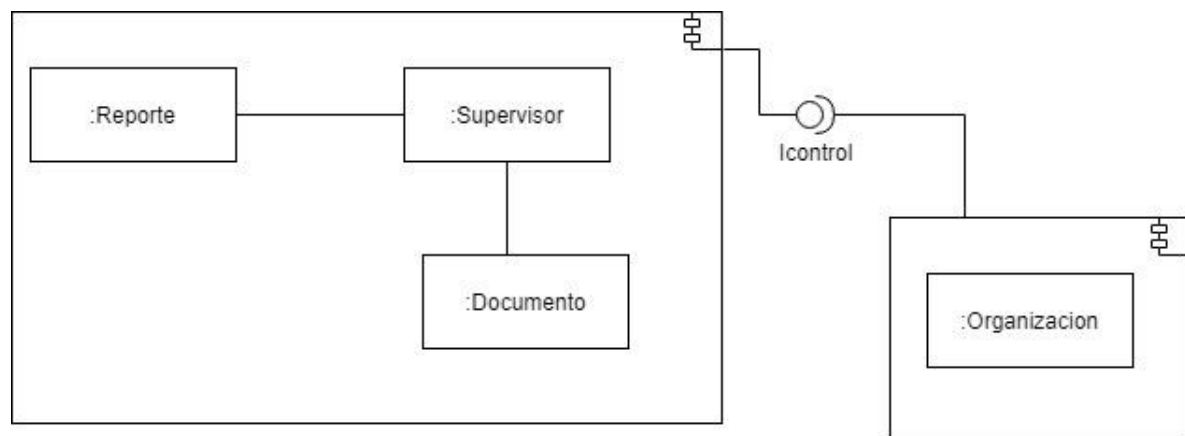 :Reporte
:Supervisor
Icontrol
:Documento
:Organizacion